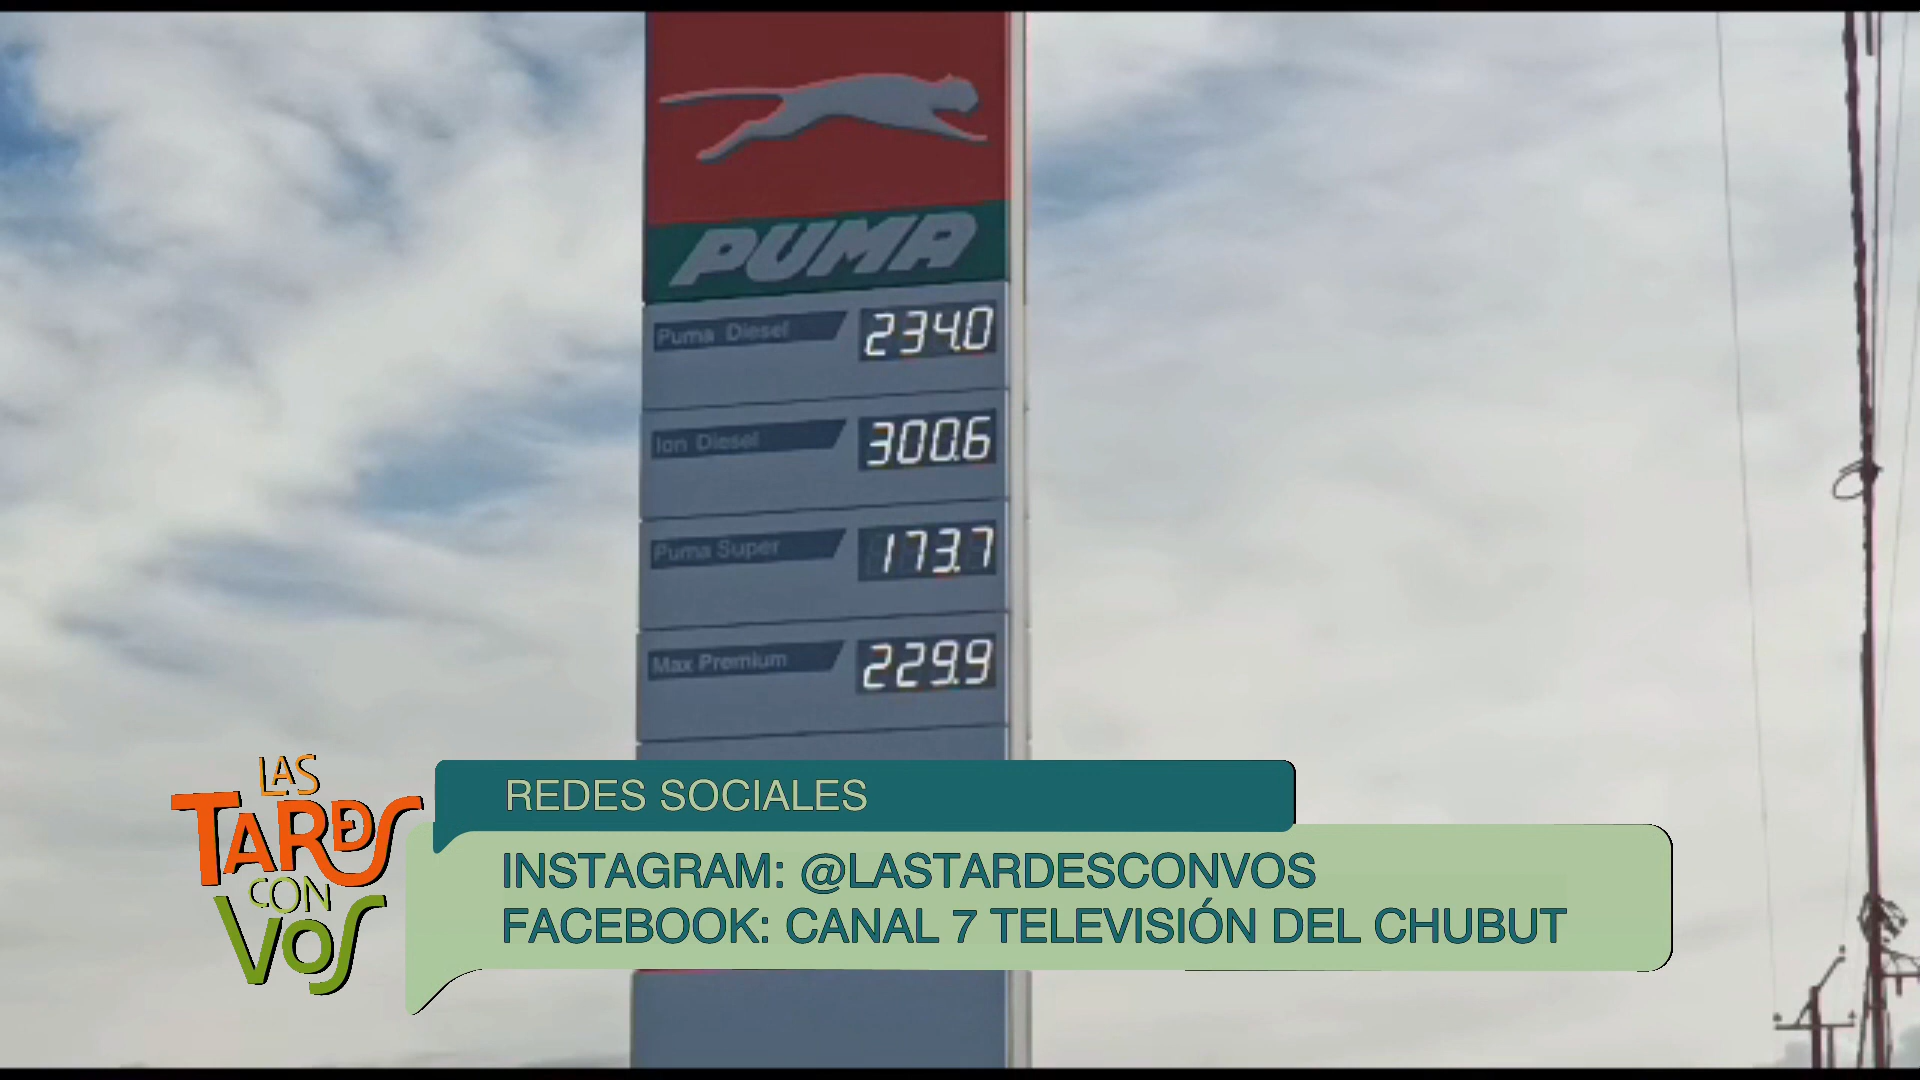 PUMA
Puma Diesel 234.0
Ion Diesel 300.6
Puma Super 173.7
Max Premium 229.9
LAS
TARDES
CON
VOS
REDES SOCIALES
INSTAGRAM: @LASTARDESCONVOS
FACEBOOK: CANAL 7 TELEVISIÓN DEL CHUBUT